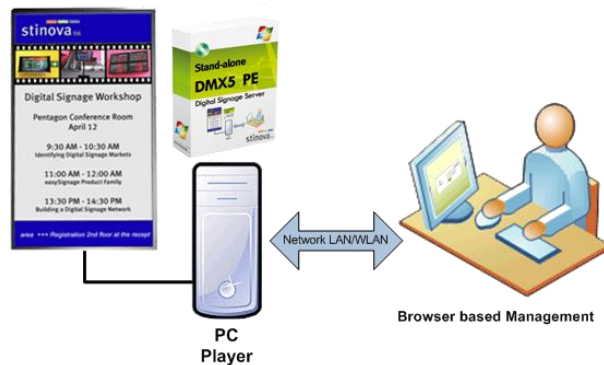 stinova ltd.
Digital Signage Workshop
Pentagon Conference Room
April 12
9:30 AM - 10:30 AM
Identifying Digital Signage Markets
11:00 AM - 12:00 AM
easySignage Product Family
13:30 PM - 14:30 PM
Building a Digital Signage Network
area +++ Registration 2nd floor at the recept
Stand-alone
DMX5 PE
Digital Signage Server
stinova
Network LAN/WLAN
PC
Player
Browser based Management